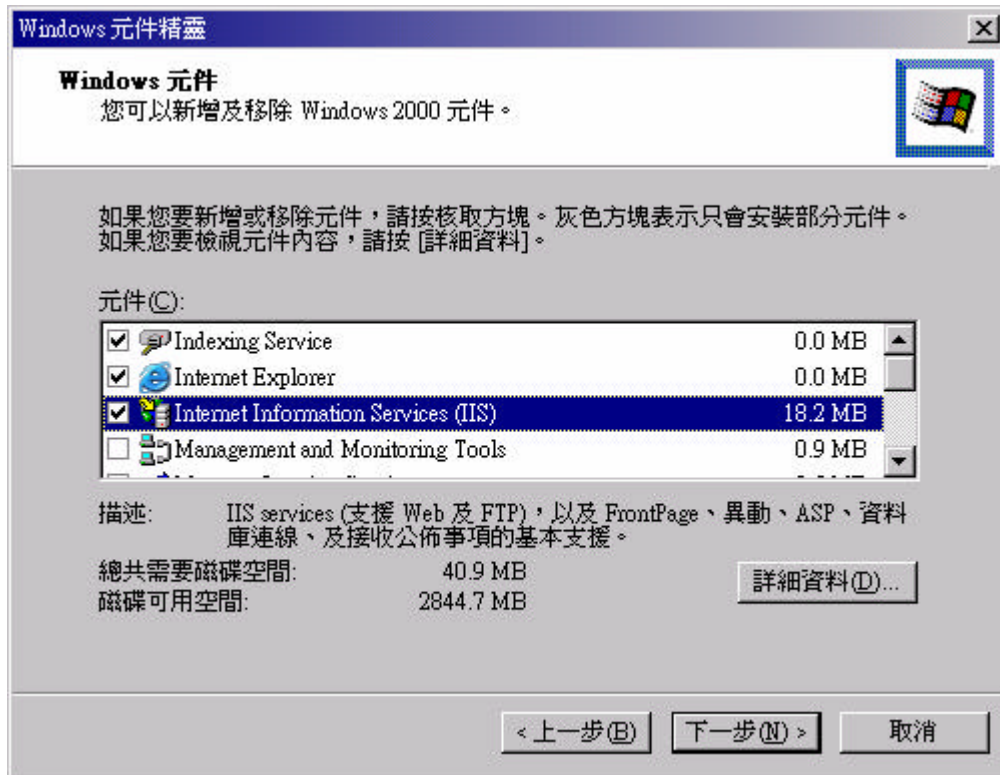 Windows 元件精靈
Windows 元件
您可以新增及移除 Windows 2000 元件。
如果您要新增或移除元件，請按核取方塊。灰色方塊表示只會安裝部分元件。
如果您要檢視元件內容，請按 [詳細資料]。
元件(C):
Indexing Service 0.0 MB
Internet Explorer 0.0 MB
Internet Information Services (IIS) 18.2 MB
Management and Monitoring Tools 0.9 MB
描述: IIS services (支援 Web 及 FTP)，以及 FrontPage、異動、ASP、資料
庫連線、及接收公佈事項的基本支援。
總共需要磁碟空間: 40.9 MB
磁碟可用空間: 2844.7 MB
詳細資料(D)...
<上一步(B)
下一步(N)>
取消